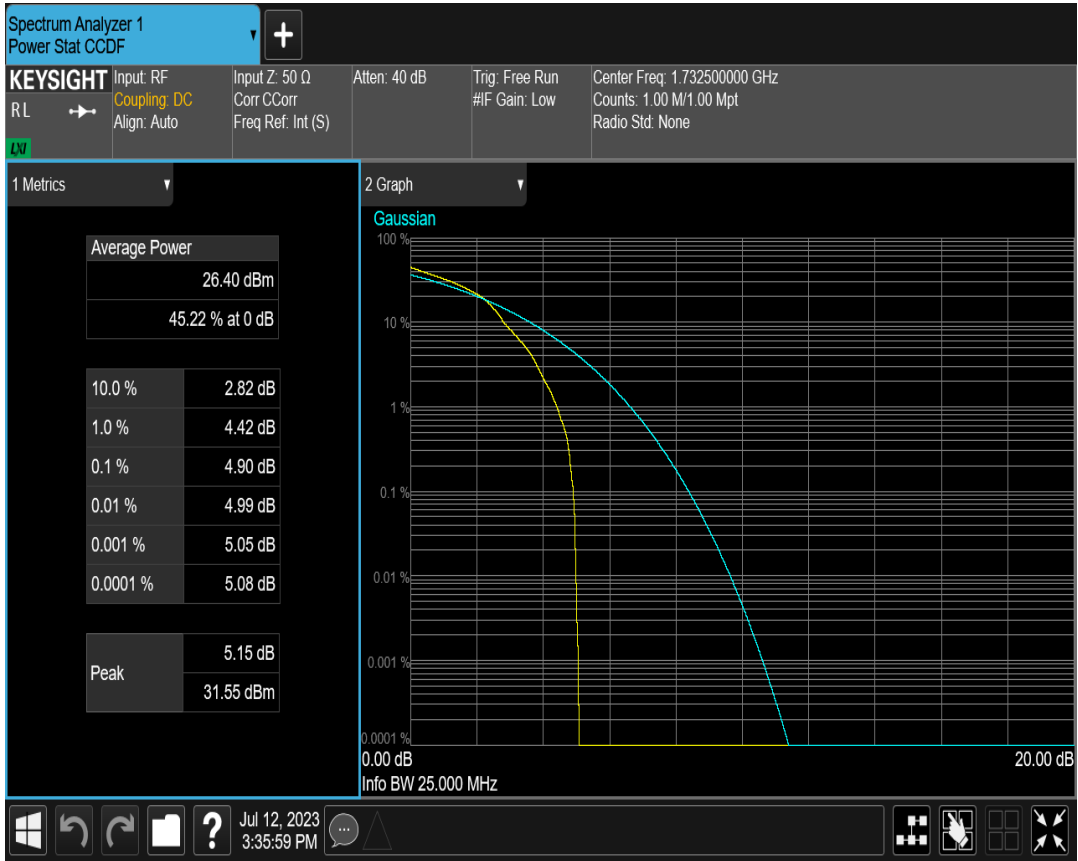 Spectrum Analyzer 1
Power Stat CCDF
KEYSIGHT
R L
LXI
Input: RF
Coupling: DC
Align: Auto
Input Z: 50 Ω
Corr CCorr
Freq Ref: Int (S)
Atten: 40 dB
Trig: Free Run
#IF Gain: Low
Center Freq: 1.732500000 GHz
Counts: 1.00 M/1.00 Mpt
Radio Std: None
1 Metrics
Average Power
26.40 dBm
45.22 % at 0 dB
10.0 % 2.82 dB
1.0 % 4.42 dB
0.1 % 4.90 dB
0.01 % 4.99 dB
0.001 % 5.05 dB
0.0001 % 5.08 dB
Peak
5.15 dB
31.55 dBm
2 Graph
Gaussian
100 %
10 %
1 %
0.1 %
0.01 %
0.001 %
0.0001 %
0.00 dB 20.00 dB
Info BW 25.000 MHz
?
Jul 12, 2023
3:35:59 PM